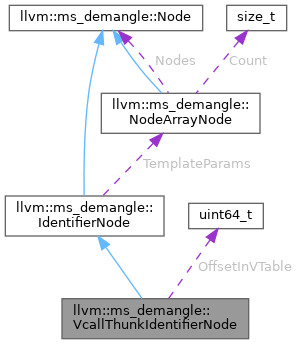 llvm::ms_demangle::Node
size_t
Nodes
Count
llvm::ms_demangle::
NodeArrayNode
TemplateParams
llvm::ms_demangle::
IdentifierNode
uint64_t
OffsetInVTable
llvm::ms_demangle::
VcallThunkIdentifierNode